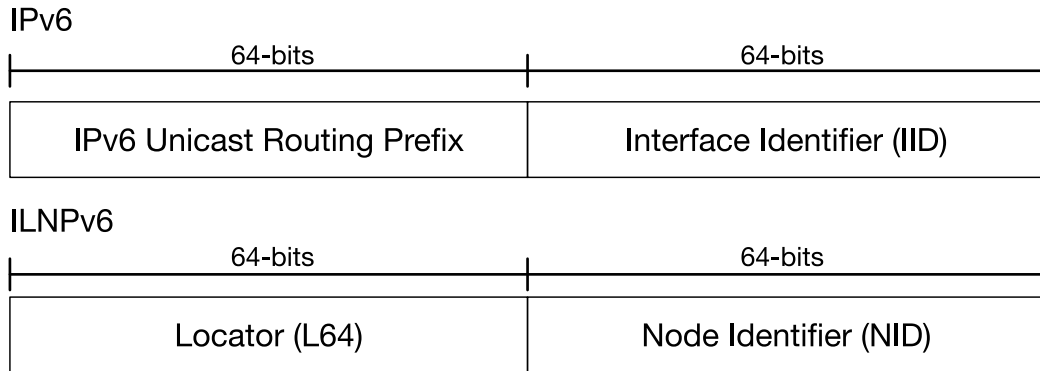 IPv6
64-bits 64-bits
IPv6 Unicast Routing Prefix Interface Identifier (IID)
ILNPv6
64-bits 64-bits
Locator (L64) Node Identifier (NID)